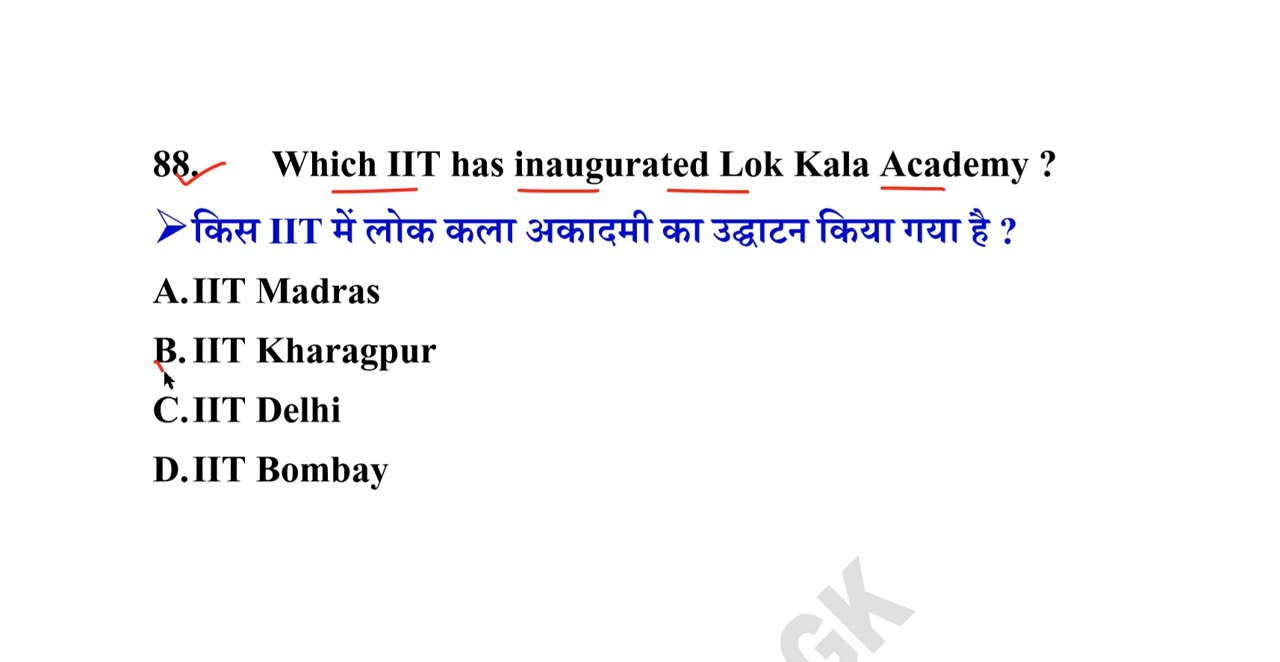 88. Which IIT has inaugurated Lok Kala Academy ?
➢किस IIT में लोक कला अकादमी का उद्घाटन किया गया है ?
A.IIT Madras
B.IIT Kharagpur
C.IIT Delhi
D.IIT Bombay
GK